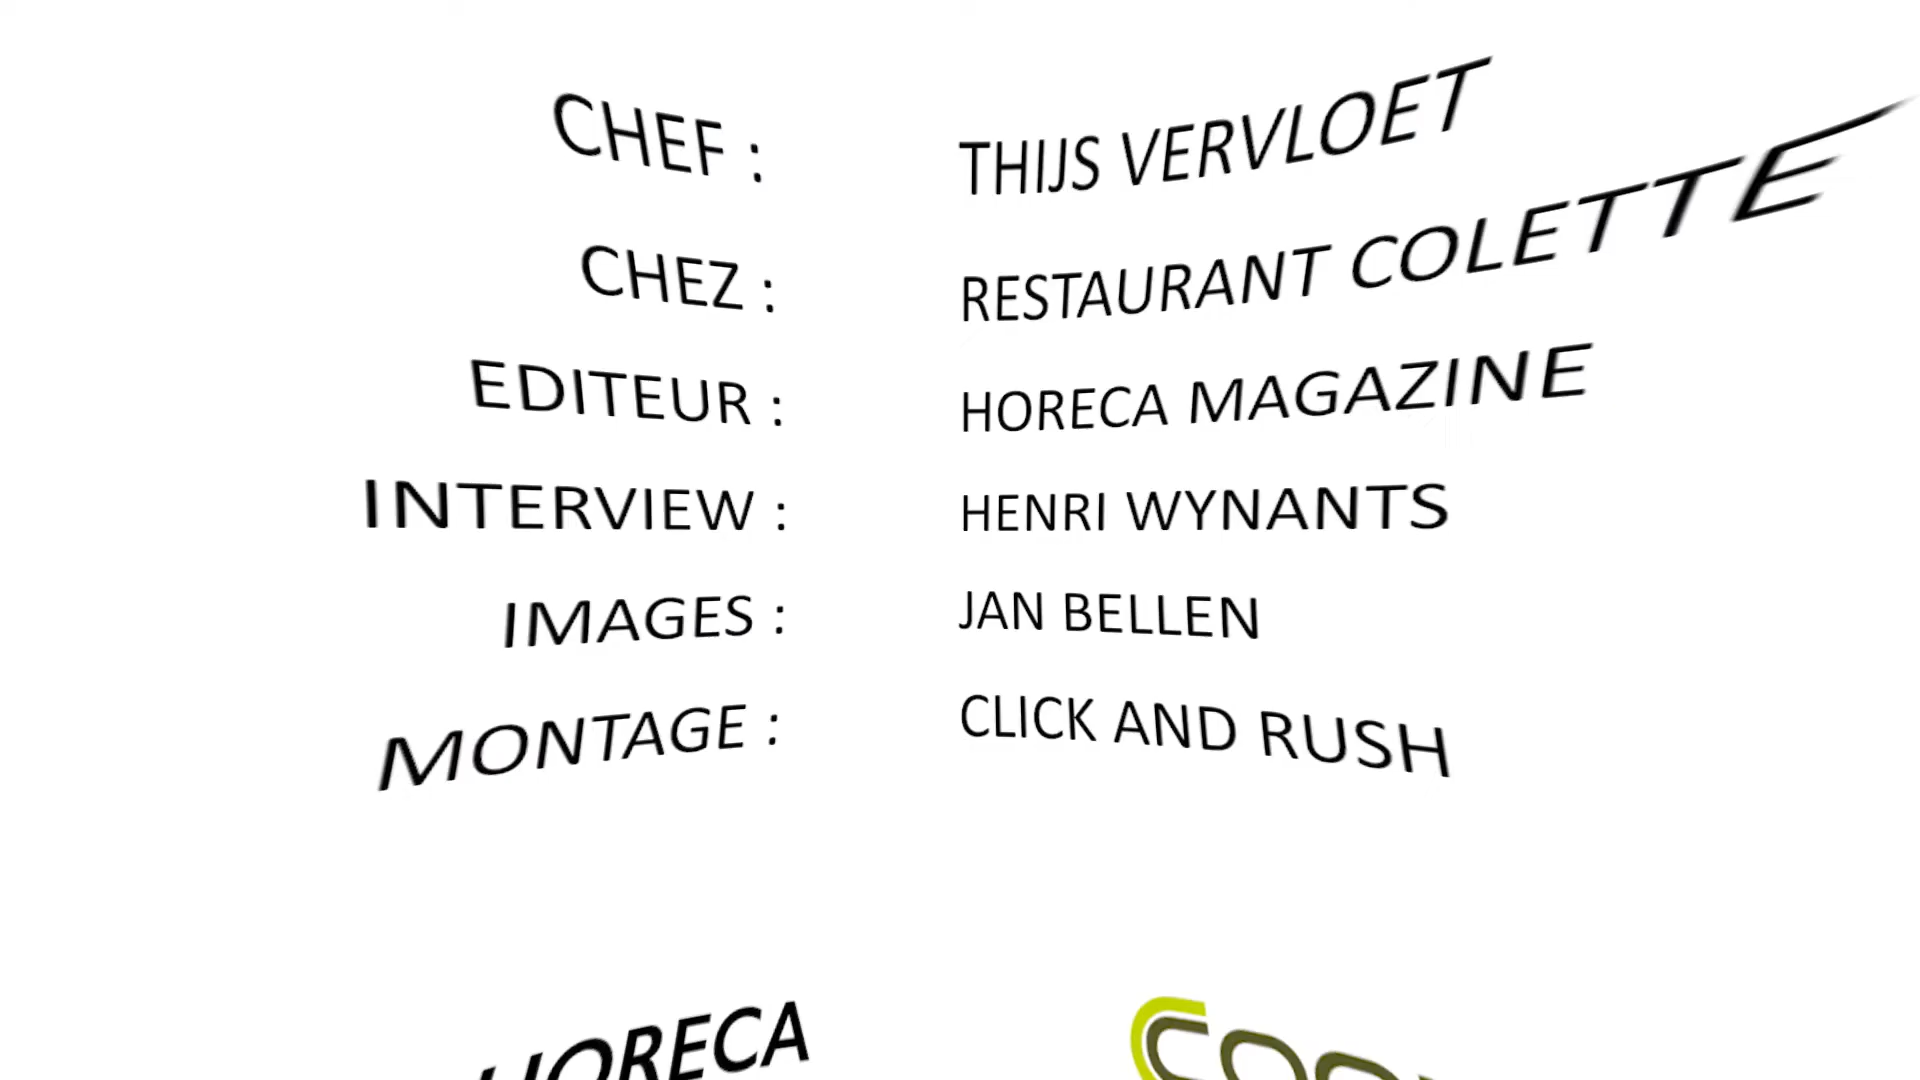 CHEF : THIJS VERVLOET
CHEZ : RESTAURANT COLETTE
EDITEUR : HORECA MAGAZINE
INTERVIEW : HENRI WYNANTS
IMAGES : JAN BELLEN
MONTAGE : CLICK AND RUSH
HORECA